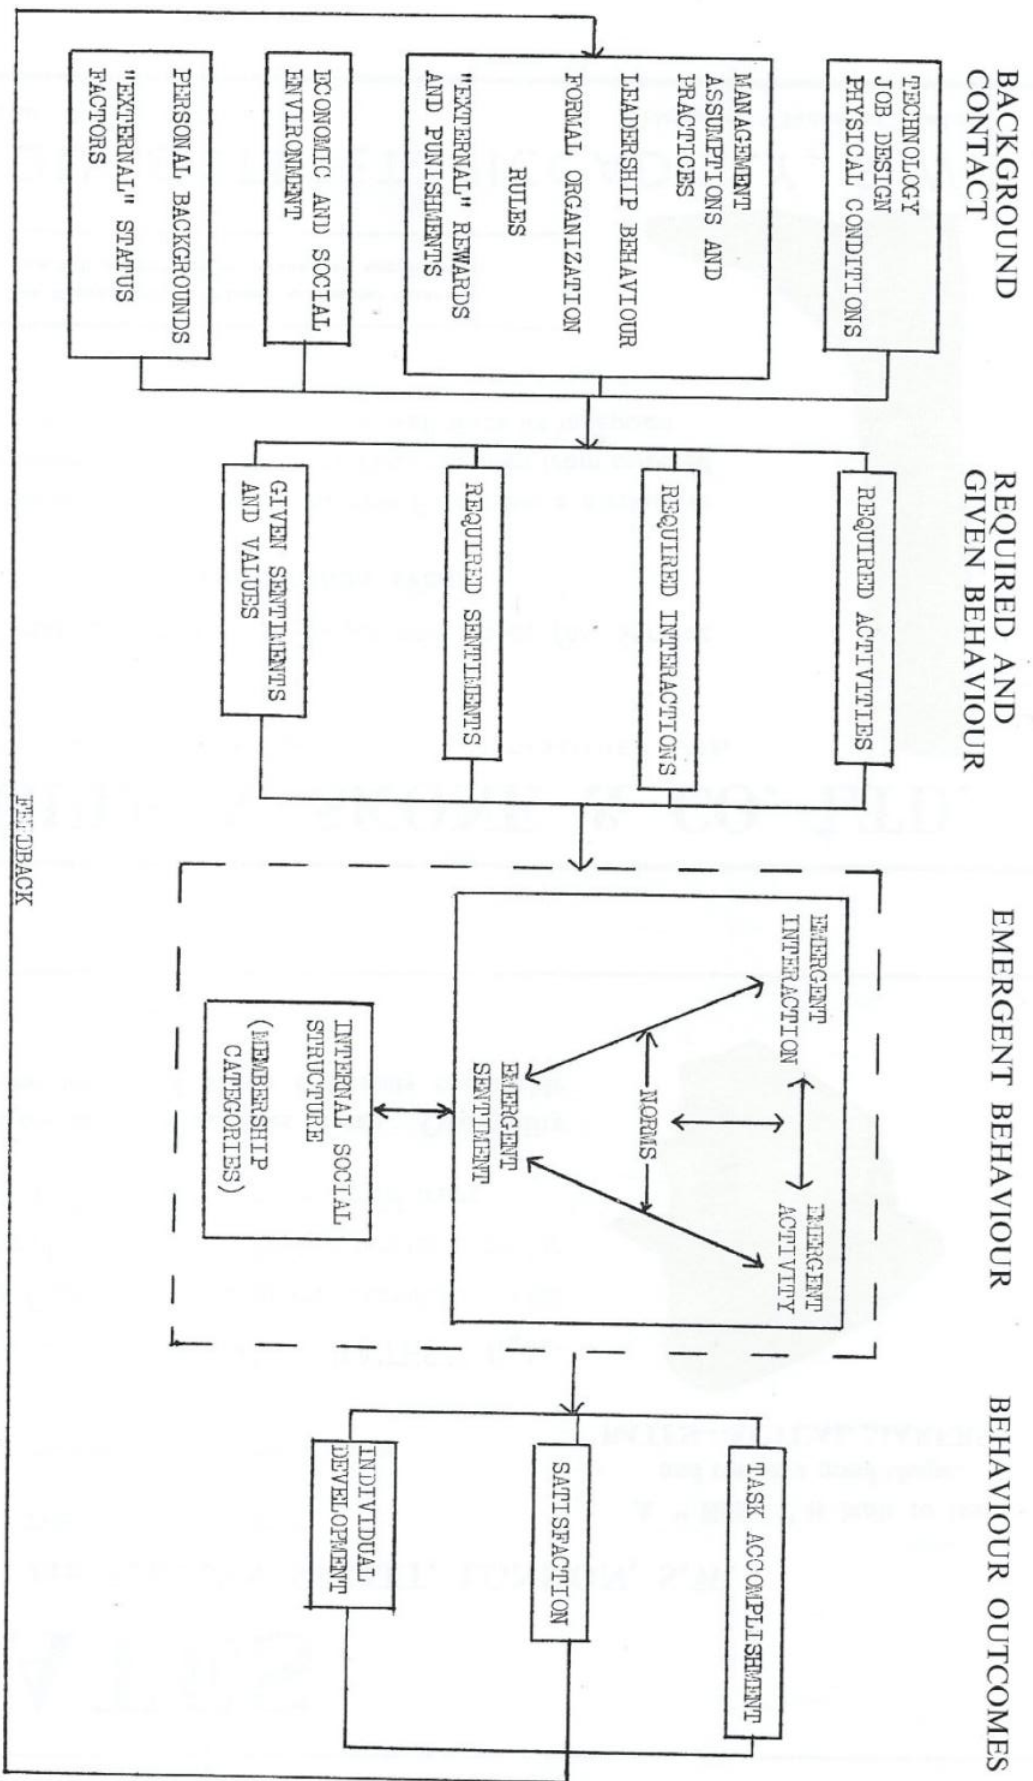 BACKGROUND
CONTACT
TECHNOLOGY
JOB DESIGN
PHYSICAL CONDITIONS
MANAGEMENT
ASSUMPTIONS AND
PRACTICES
LEADERSHIP BEHAVIOUR
FORMAL ORGANIZATION
RULES
"EXTERNAL" REWARDS
AND PUNISHMENTS
ECONOMIC AND SOCIAL
ENVIRONMENT
PERSONAL BACKGROUNDS
"EXTERNAL" STATUS
FACTORS
REQUIRED AND
GIVEN BEHAVIOUR
REQUIRED ACTIVITIES
REQUIRED INTERACTIONS
REQUIRED SENTIMENTS
GIVEN SENTIMENTS
AND VALUES
EMERGENT BEHAVIOUR
EMERGENT
INTERACTION
EMERGENT
ACTIVITY
NORMS
EMERGENT
SENTIMENT
INTERNAL SOCIAL
STRUCTURE
(MEMBERSHIP
CATEGORIES)
BEHAVIOUR OUTCOMES
TASK ACCOMPLISHMENT
SATISFACTION
INDIVIDUAL
DEVELOPMENT
FEEDBACK